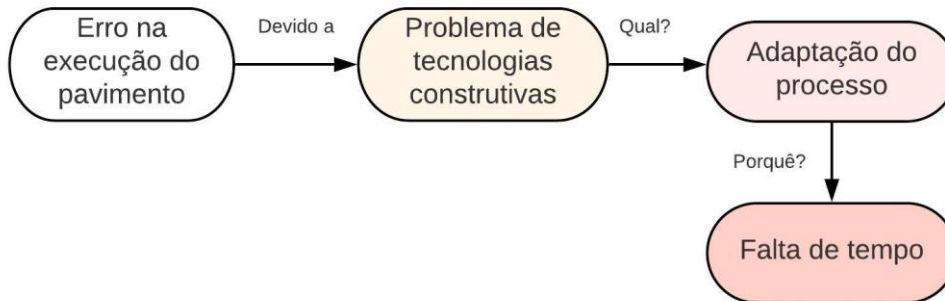 Erro na
execução do
pavimento
Devido a
Problema de
tecnologias
construtivas
Qual?
Adaptação do
processo
Porquê?
Falta de tempo